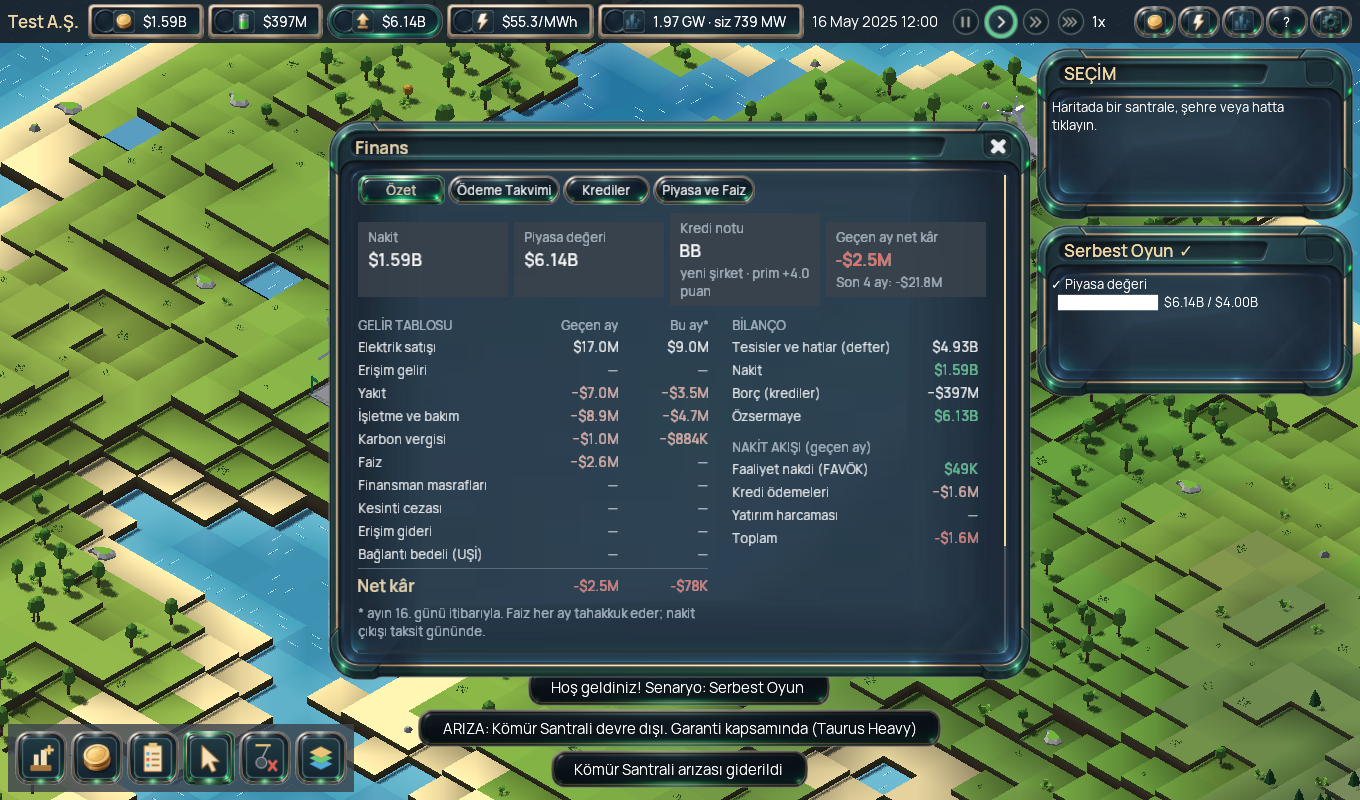 Test A.Ş. $1.59B $397M $6.14B $55.3/MWh 1.97 GW · siz 739 MW 16 May 2025 12:00 1x ?
SEÇİM
Haritada bir santrale, şehre veya hatta
tıklayın.
Serbest Oyun ✓
✓ Piyasa değeri
$6.14B / $4.00B
Finans
Özet Ödeme Takvimi Krediler Piyasa ve Faiz
Nakit
$1.59B
Piyasa değeri
$6.14B
Kredi notu
BB
yeni şirket · prim +4.0
puan
Geçen ay net kâr
-$2.5M
Son 4 ay: -$21.8M
GELİR TABLOSU Geçen ay Bu ay*
Elektrik satışı $17.0M $9.0M
Erişim geliri — —
Yakıt −$7.0M −$3.5M
İşletme ve bakım −$8.9M −$4.7M
Karbon vergisi −$1.0M −$884K
Faiz −$2.6M —
Finansman masrafları — —
Kesinti cezası — —
Erişim gideri — —
Bağlantı bedeli (UŞİ) — —
Net kâr -$2.5M -$78K
* ayın 16. günü itibarıyla. Faiz her ay tahakkuk eder; nakit
çıkışı taksit gününde.
BİLANÇO
Tesisler ve hatlar (defter) $4.93B
Nakit $1.59B
Borç (krediler) −$397M
Özsermaye $6.13B
NAKİT AKIŞI (geçen ay)
Faaliyet nakdi (FAVÖK) $49K
Kredi ödemeleri −$1.6M
Yatırım harcaması —
Toplam -$1.6M
Hoş geldiniz! Senaryo: Serbest Oyun
ARIZA: Kömür Santrali devre dışı. Garanti kapsamında (Taurus Heavy)
Kömür Santrali arızası giderildi